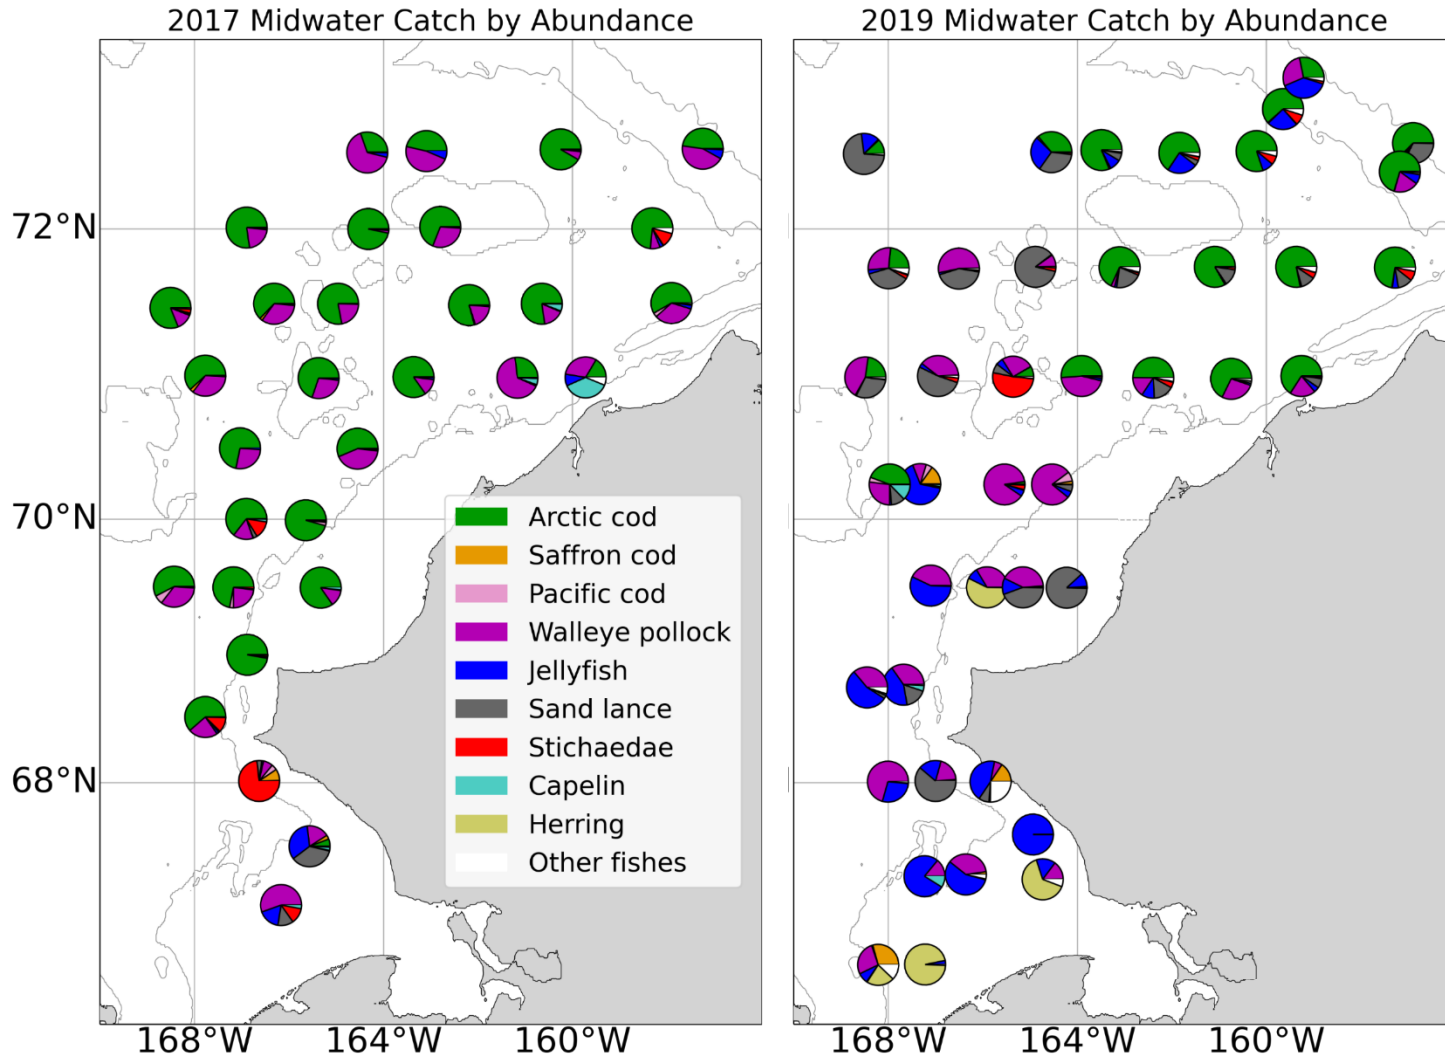 2017 Midwater Catch by Abundance
2019 Midwater Catch by Abundance
72°N
70°N
68°N
Arctic cod
Saffron cod
Pacific cod
Walleye pollock
Jellyfish
Sand lance
Stichaedae
Capelin
Herring
Other fishes
168°W 164°W 160°W
168°W 164°W 160°W